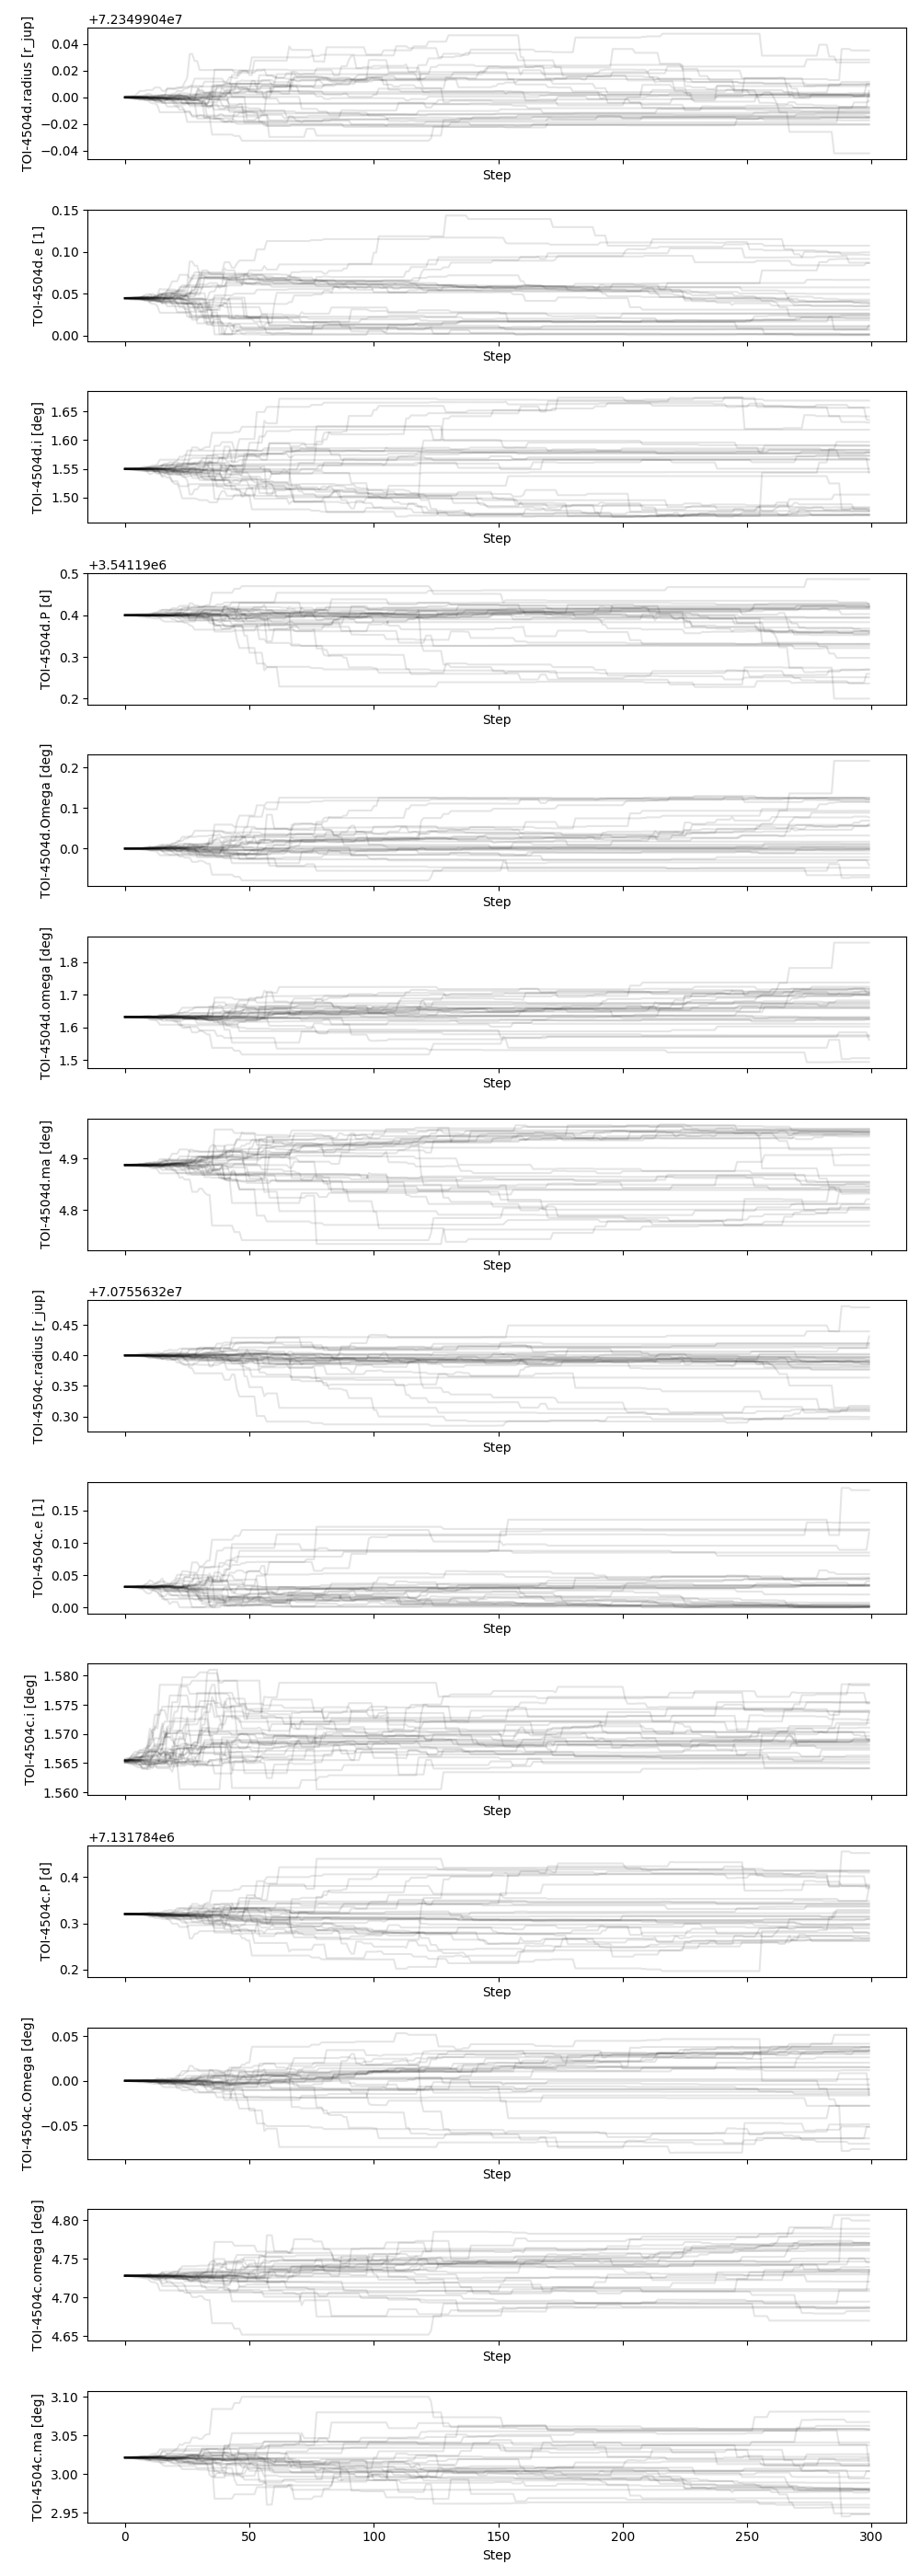 +7.2349904e7
TOI-4504d.radius [r_jup]
0.04
0.02
0.00
−0.02
−0.04
Step
TOI-4504d.e [1]
0.15
0.10
0.05
0.00
Step
TOI-4504d.i [deg]
1.65
1.60
1.55
1.50
Step
+3.54119e6
TOI-4504d.P [d]
0.5
0.4
0.3
0.2
Step
TOI-4504d.Omega [deg]
0.2
0.1
0.0
Step
TOI-4504d.omega [deg]
1.8
1.7
1.6
1.5
Step
TOI-4504d.ma [deg]
4.9
4.8
Step
+7.0755632e7
TOI-4504c.radius [r_jup]
0.45
0.40
0.35
0.30
Step
TOI-4504c.e [1]
0.15
0.10
0.05
0.00
Step
TOI-4504c.i [deg]
1.580
1.575
1.570
1.565
1.560
Step
+7.131784e6
TOI-4504c.P [d]
0.4
0.3
0.2
Step
TOI-4504c.Omega [deg]
0.05
0.00
−0.05
Step
TOI-4504c.omega [deg]
4.80
4.75
4.70
4.65
Step
TOI-4504c.ma [deg]
3.10
3.05
3.00
2.95
0 50 100 150 200 250 300
Step